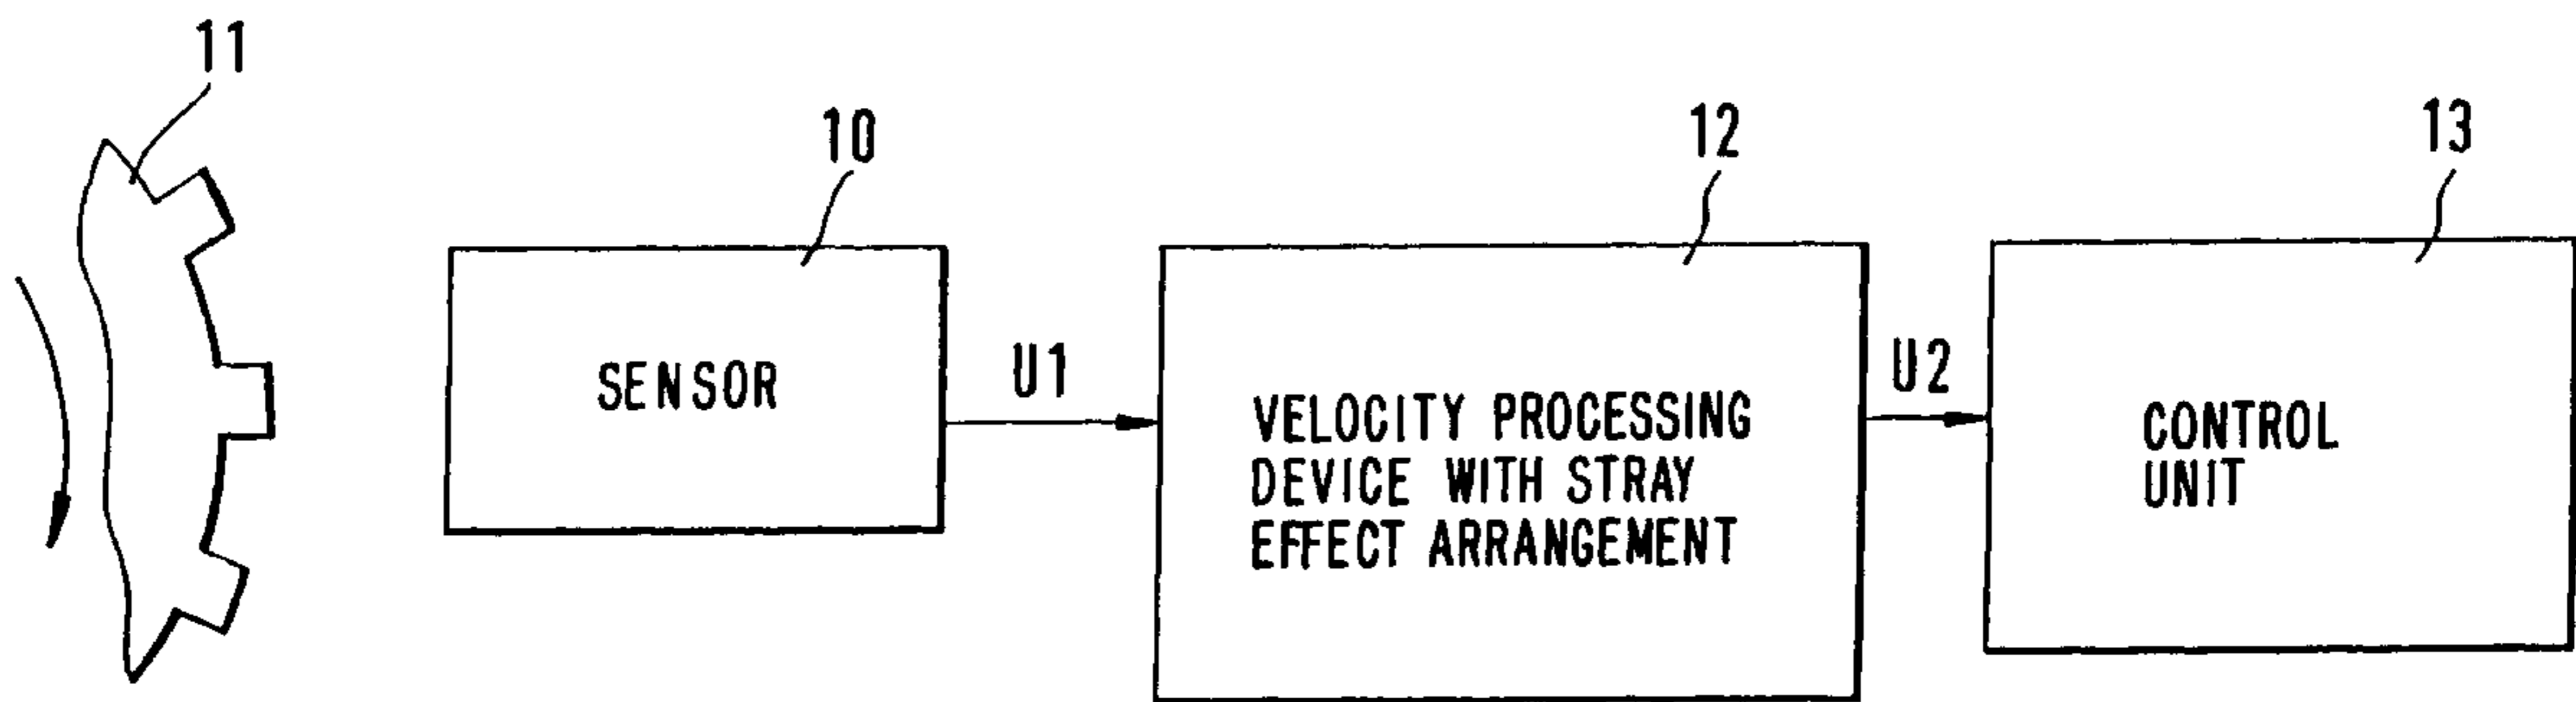 11
10
12
13
SENSOR
U1
VELOCITY PROCESSING
DEVICE WITH STRAY
EFFECT ARRANGEMENT
U2
CONTROL
UNIT